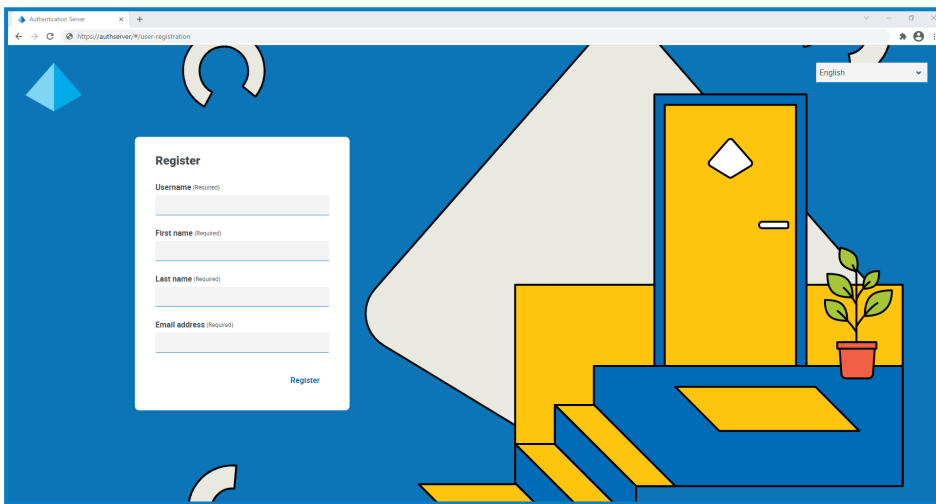 Authentication Server
https://authserver/#/user-registration
English
Register
Username (Required)
First name (Required)
Last name (Required)
Email address (Required)
Register